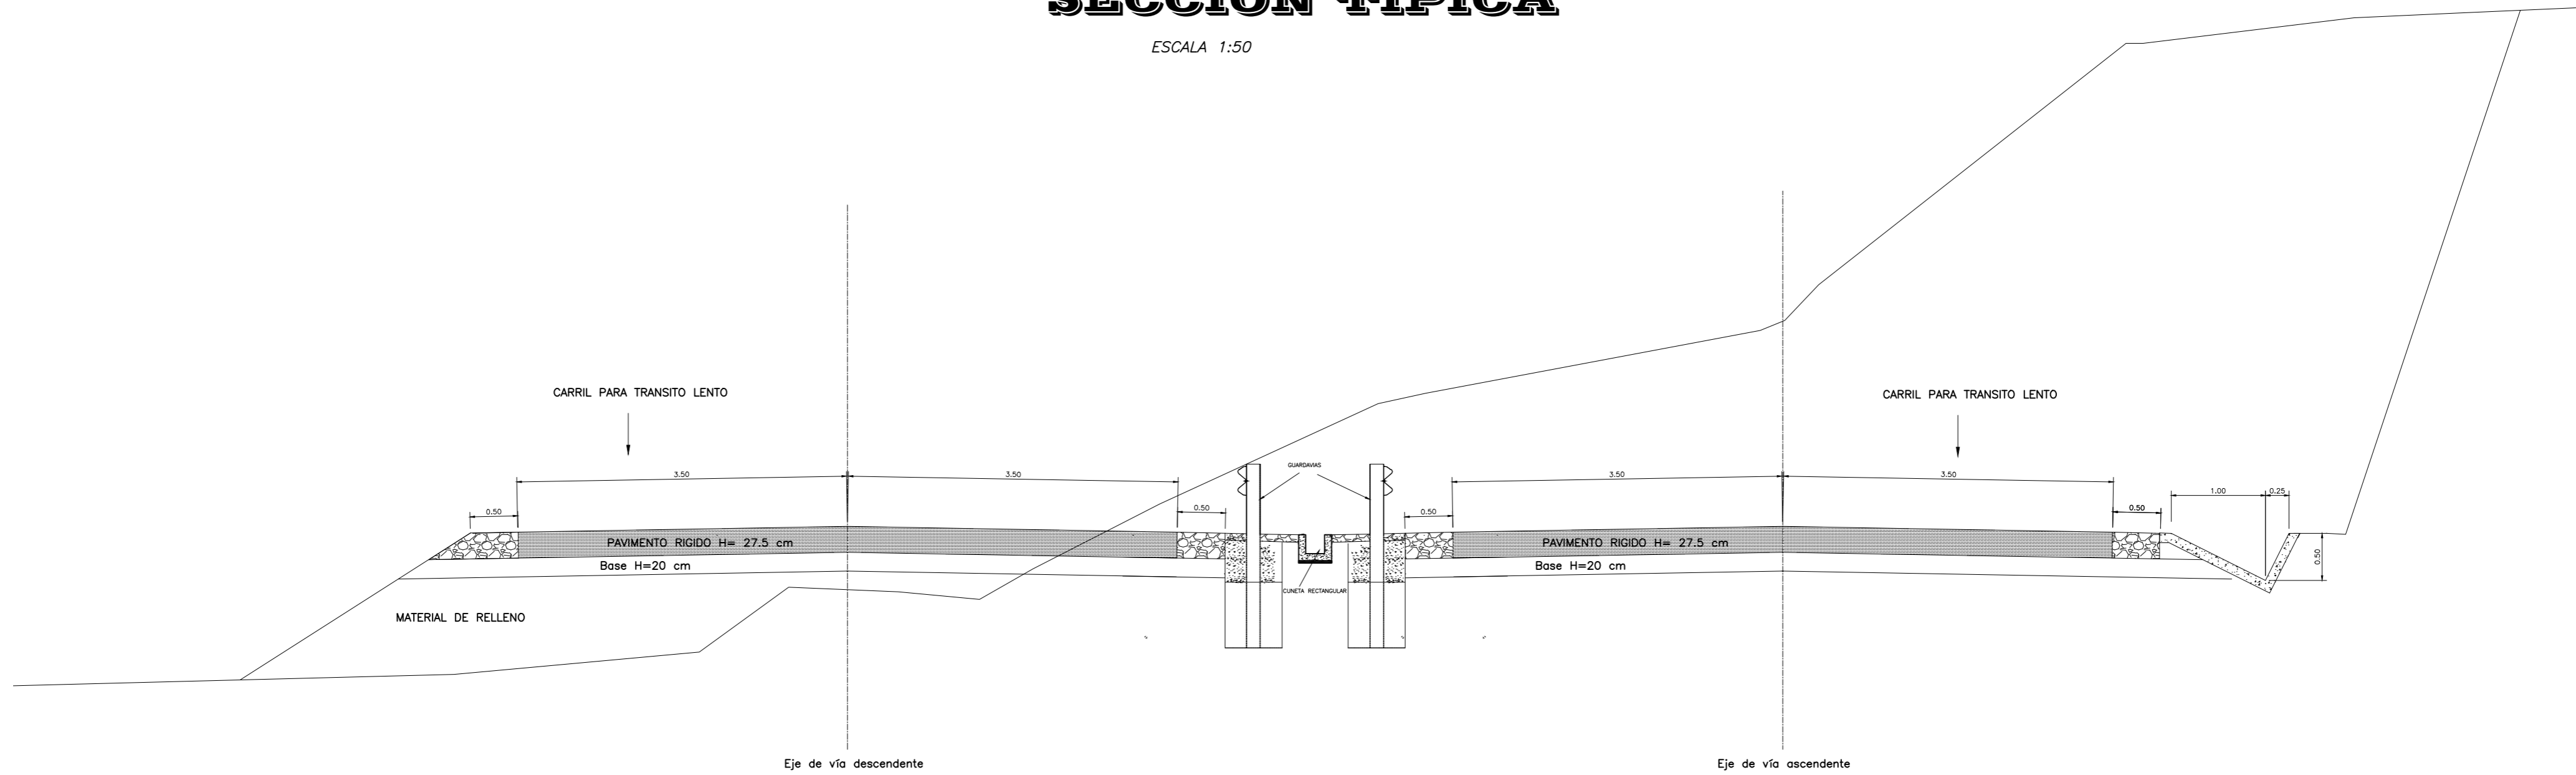 SECCION TIPICA
ESCALA 1:50
CARRIL PARA TRANSITO LENTO
CARRIL PARA TRANSITO LENTO
GUARDAVIAS
3.50
3.50
3.50
3.50
1.00
0.25
0.50
0.50
0.50
0.50
PAVIMENTO RIGIDO H= 27.5 cm
PAVIMENTO RIGIDO H= 27.5 cm
0.50
Base H=20 cm
Base H=20 cm
CUNETA RECTANGULAR
MATERIAL DE RELLENO
Eje de vía descendente
Eje de vía ascendente